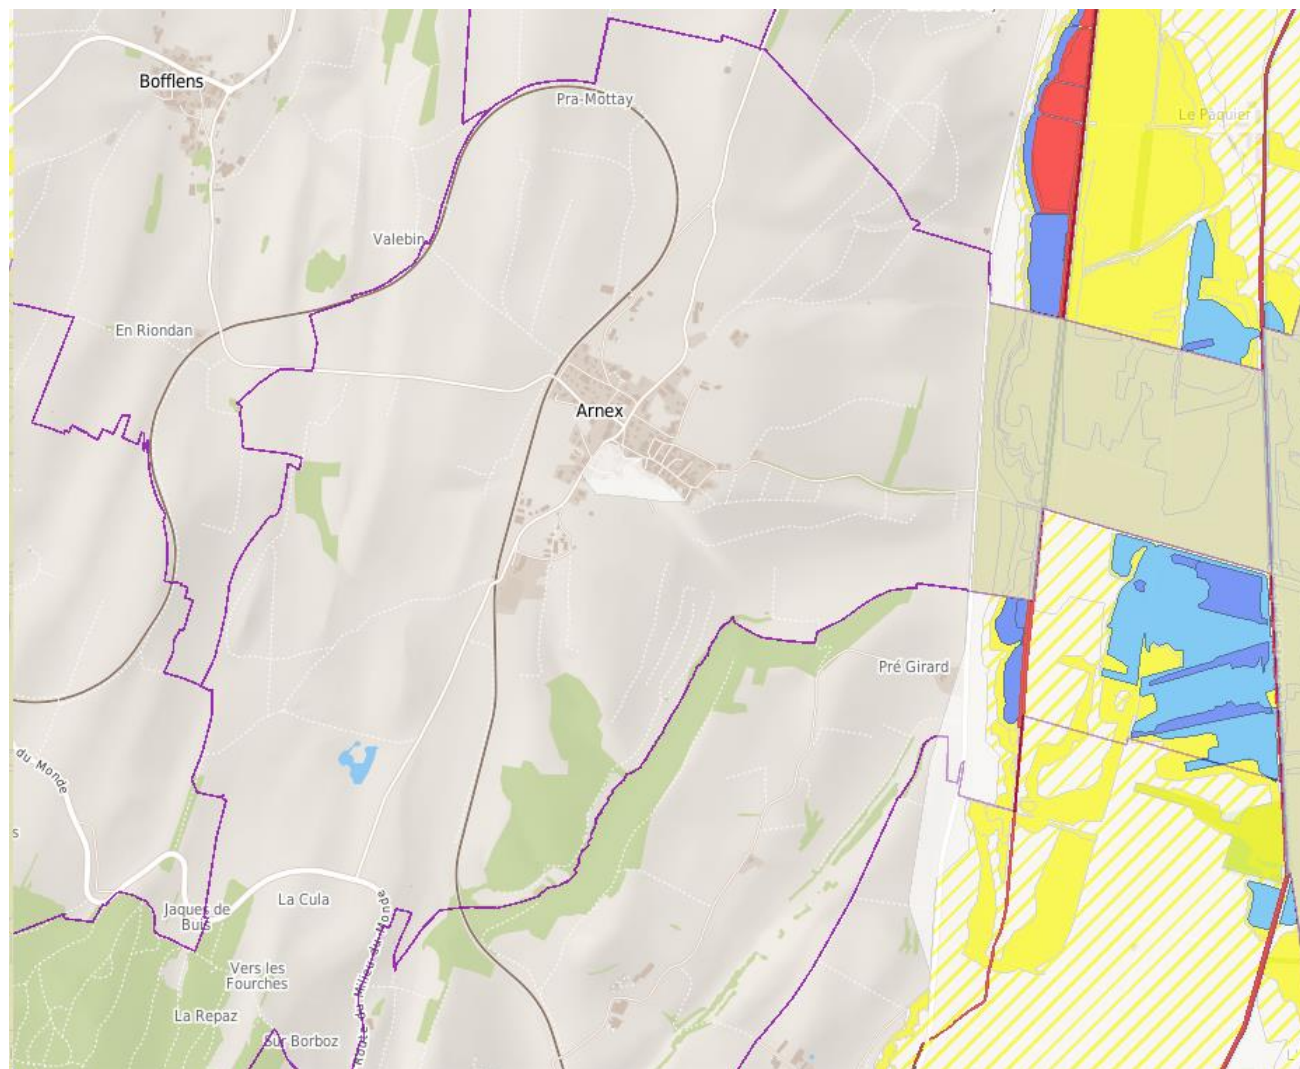 Bofflens
Pra-Mottay
Le Pâquier
Valebin
En Riondan
Arnex
Pré Girard
du Monde
s
La Cula
Jaques de
Buis
Route du Milieu du Monde
Vers les
Fourches
La Repaz
Sur Borboz
L'